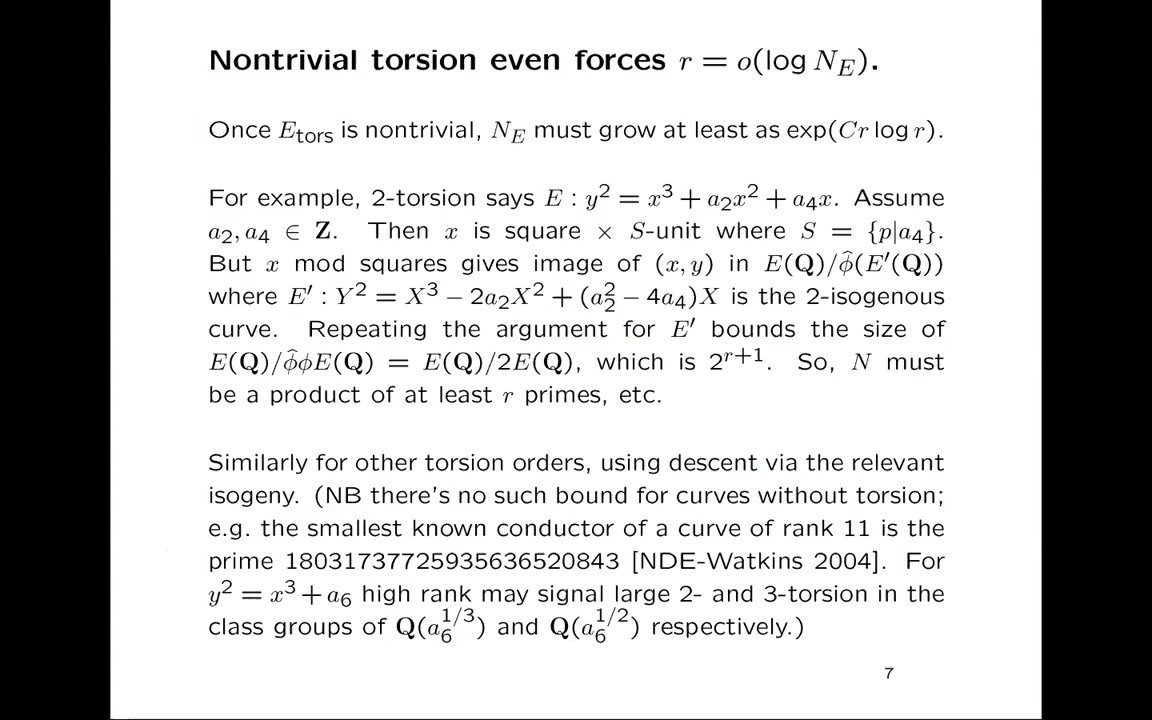 Nontrivial torsion even forces r = o(log N_E).
Once E_tors is nontrivial, N_E must grow at least as exp(Cr log r).
For example, 2-torsion says E : y² = x³ + a₂x² + a₄x. Assume
a₂, a₄ ∈ Z. Then x is square × S-unit where S = {p|a₄}.
But x mod squares gives image of (x, y) in E(Q)/ϕ̂(E′(Q))
where E′ : Y² = X³ − 2a₂X² + (a₂² − 4a₄)X is the 2-isogenous
curve. Repeating the argument for E′ bounds the size of
E(Q)/ϕ̂ϕE(Q) = E(Q)/2E(Q), which is 2^{r+1}. So, N must
be a product of at least r primes, etc.
Similarly for other torsion orders, using descent via the relevant
isogeny. (NB there's no such bound for curves without torsion;
e.g. the smallest known conductor of a curve of rank 11 is the
prime 18031737725935636520843 [NDE-Watkins 2004]. For
y² = x³ + a₆ high rank may signal large 2- and 3-torsion in the
class groups of Q(a₆^{1/3}) and Q(a₆^{1/2}) respectively.)
7